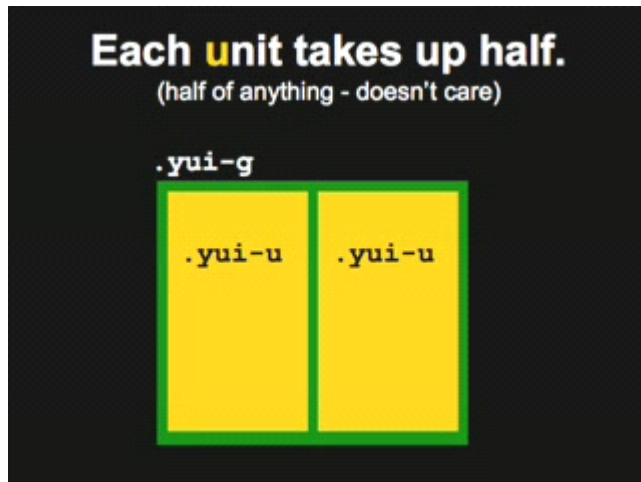 Each unit takes up half.
(half of anything - doesn't care)
.yui-g
.yui-u .yui-u